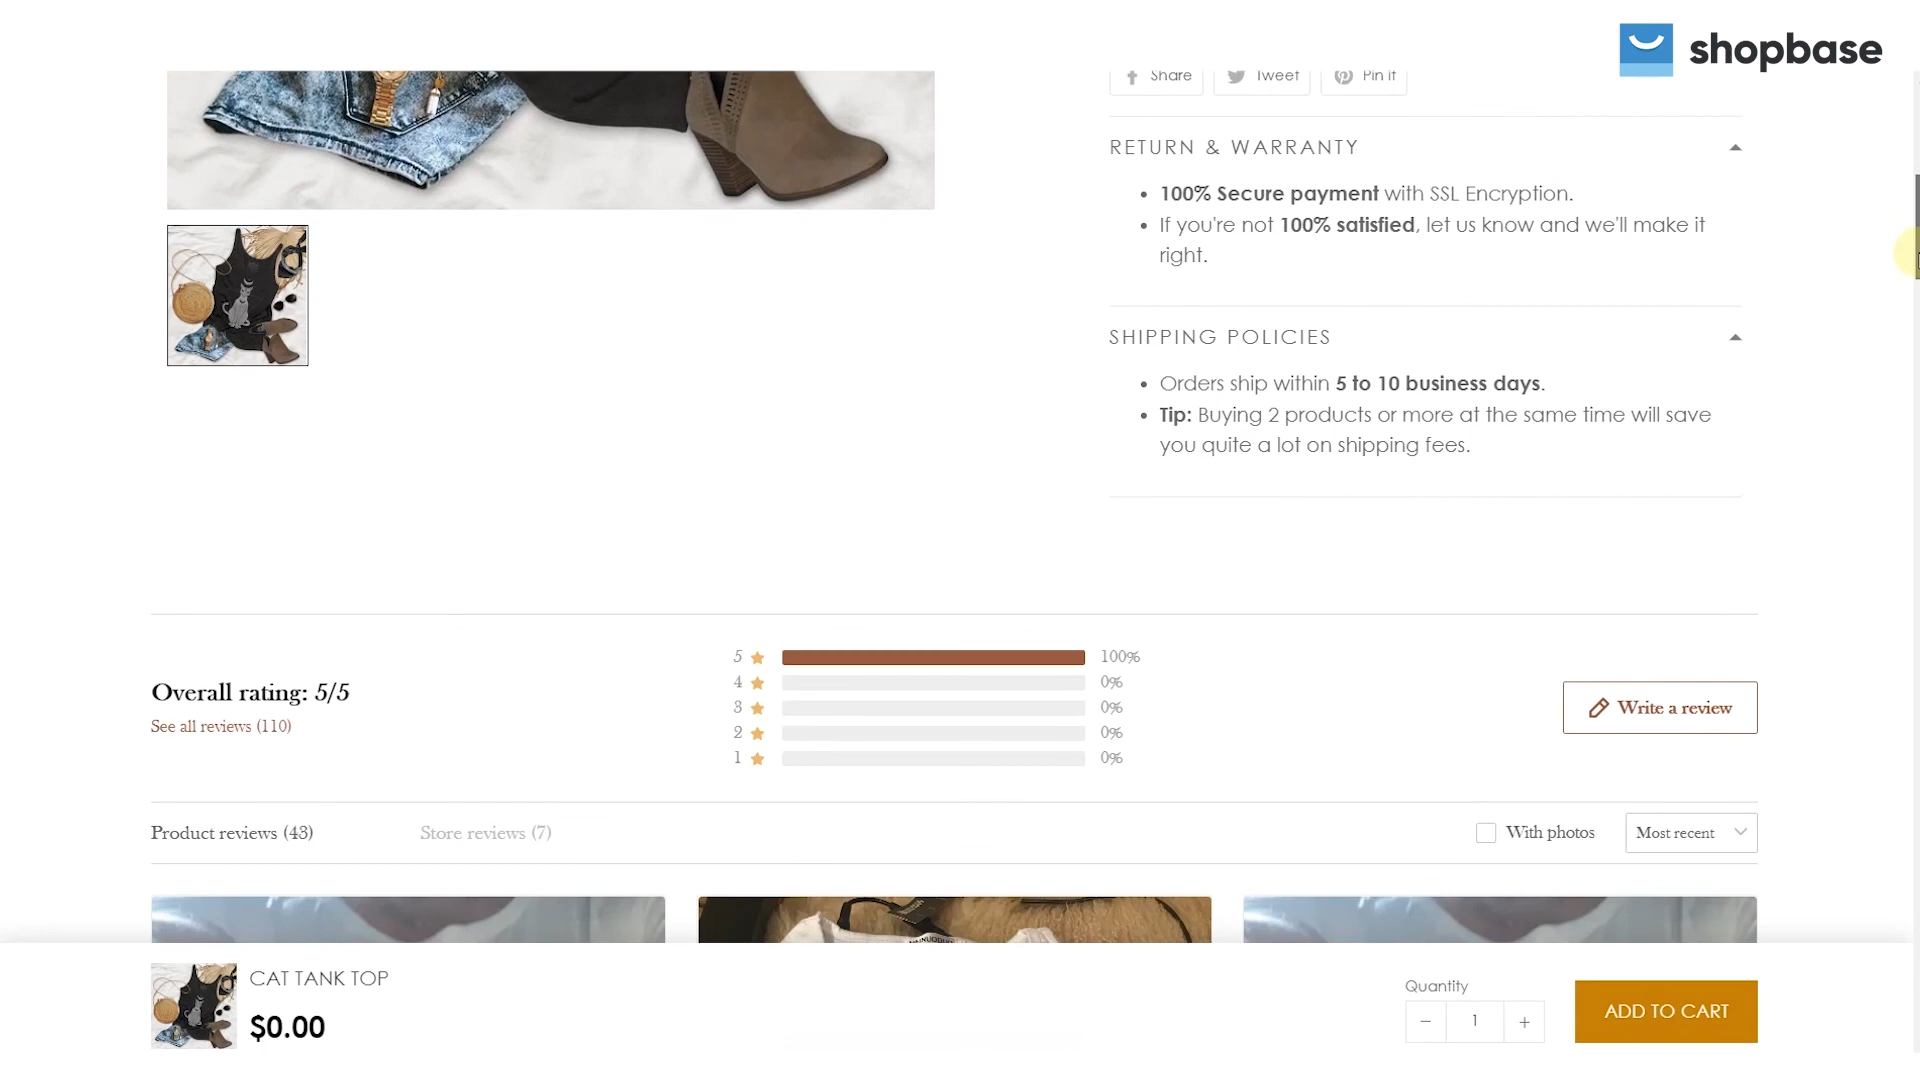 shopbase
Share
Tweet
Pin it
RETURN & WARRANTY
100% Secure payment with SSL Encryption.
If you're not 100% satisfied, let us know and we'll make it
right.
SHIPPING POLICIES
Orders ship within 5 to 10 business days.
Tip: Buying 2 products or more at the same time will save
you quite a lot on shipping fees.
Overall rating: 5/5
See all reviews (110)
5 100%
4 0%
3 0%
2 0%
1 0%
Write a review
Product reviews (43)
Store reviews (7)
With photos
Most recent
CAT TANK TOP
$0.00
Quantity
− 1 +
ADD TO CART